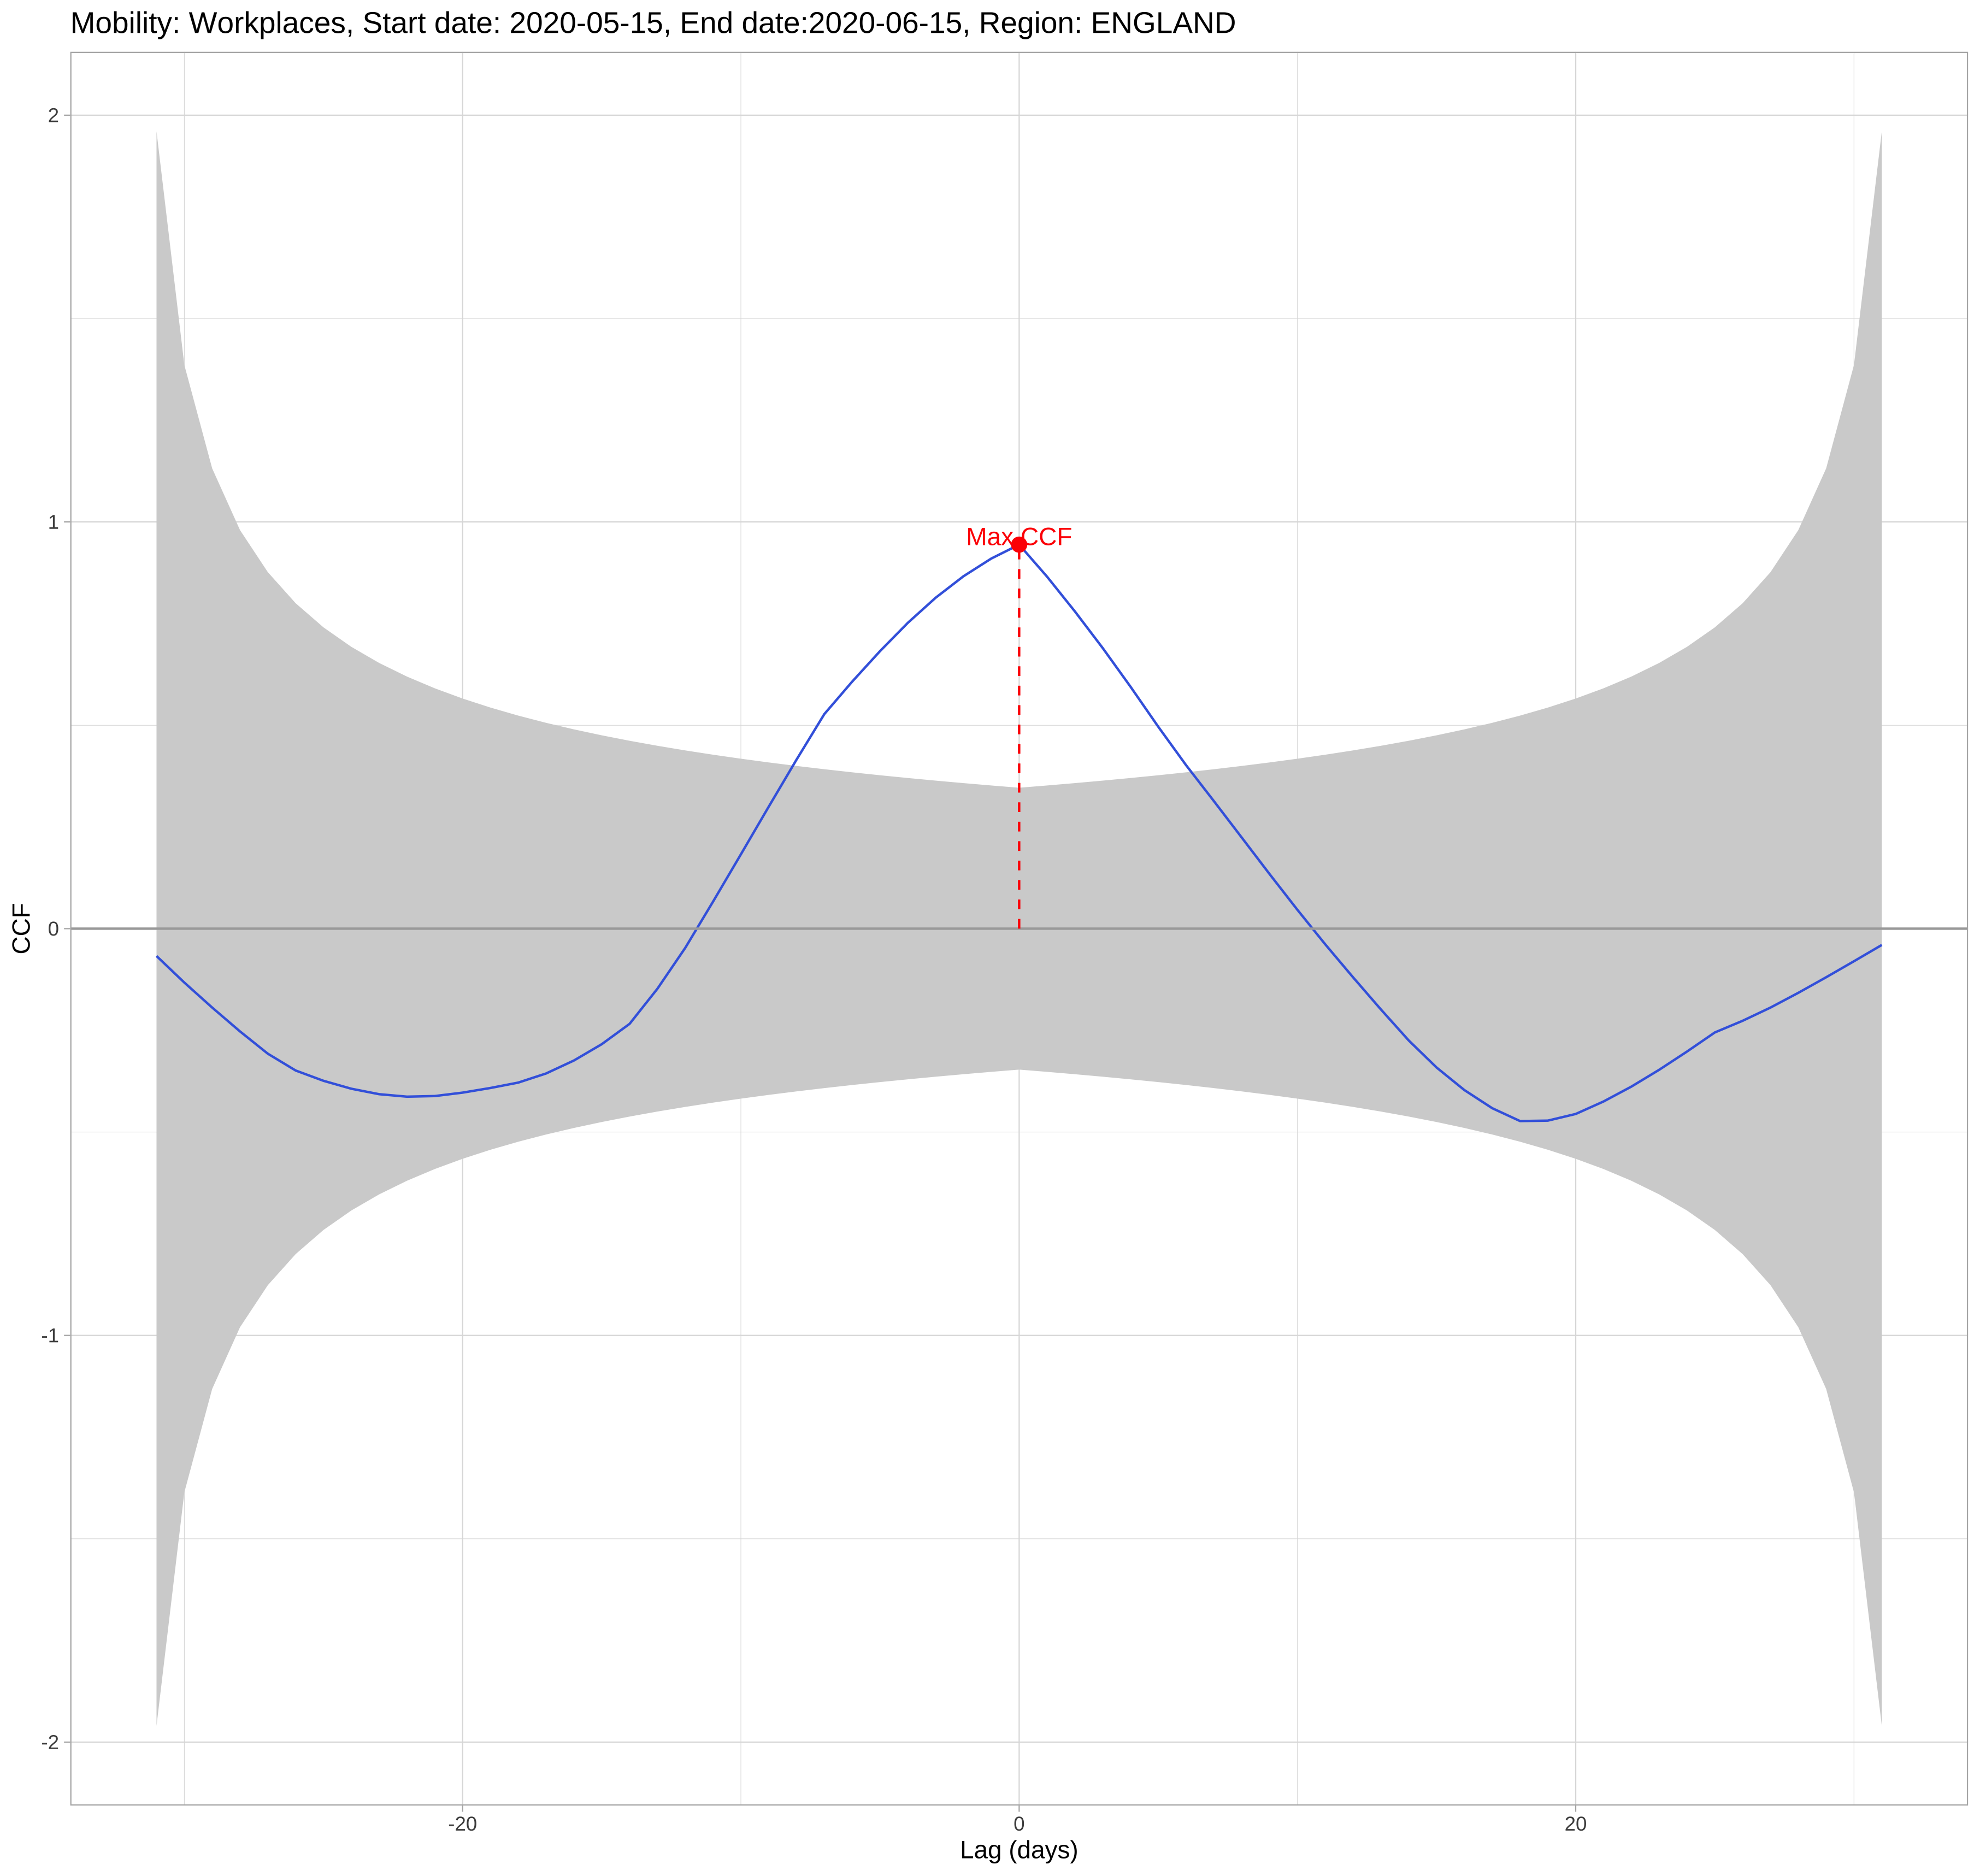 Mobility: Workplaces, Start date: 2020-05-15, End date:2020-06-15, Region: ENGLAND
2
1
Max CCF
CCF
0
-1
-2
-20
0
20
Lag (days)